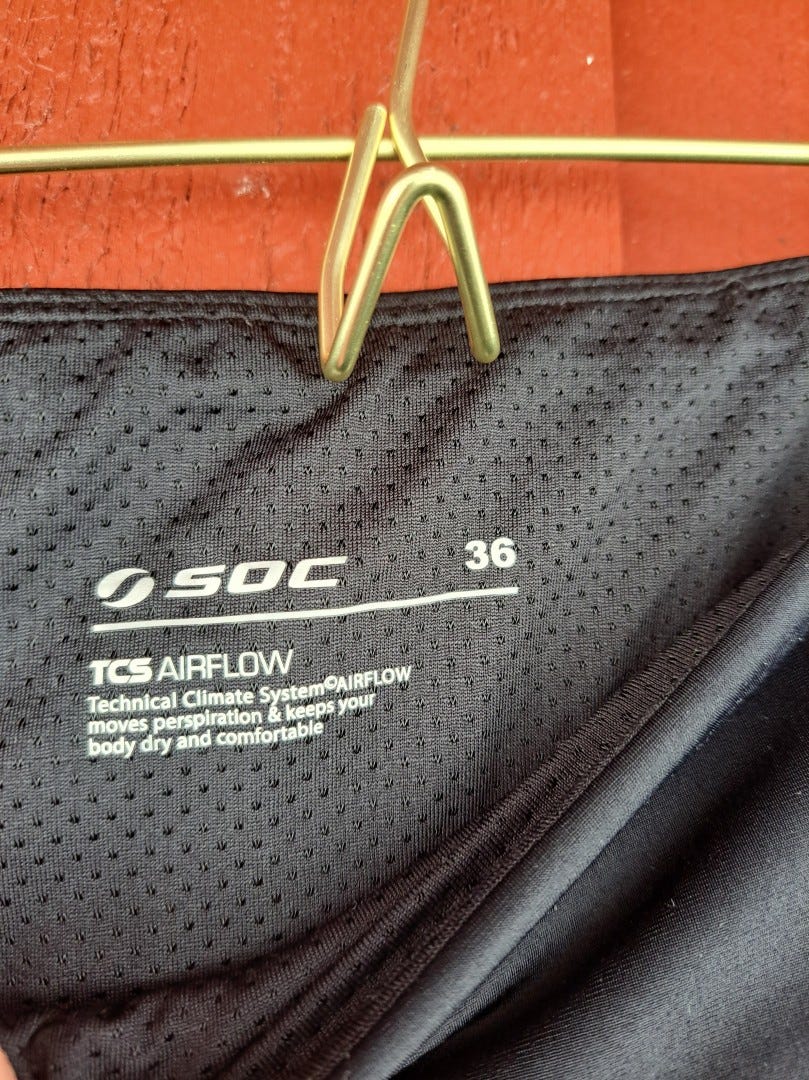 SOC 36
TCS AIRFLOW
Technical Climate System©AIRFLOW
moves perspiration & keeps your
body dry and comfortable